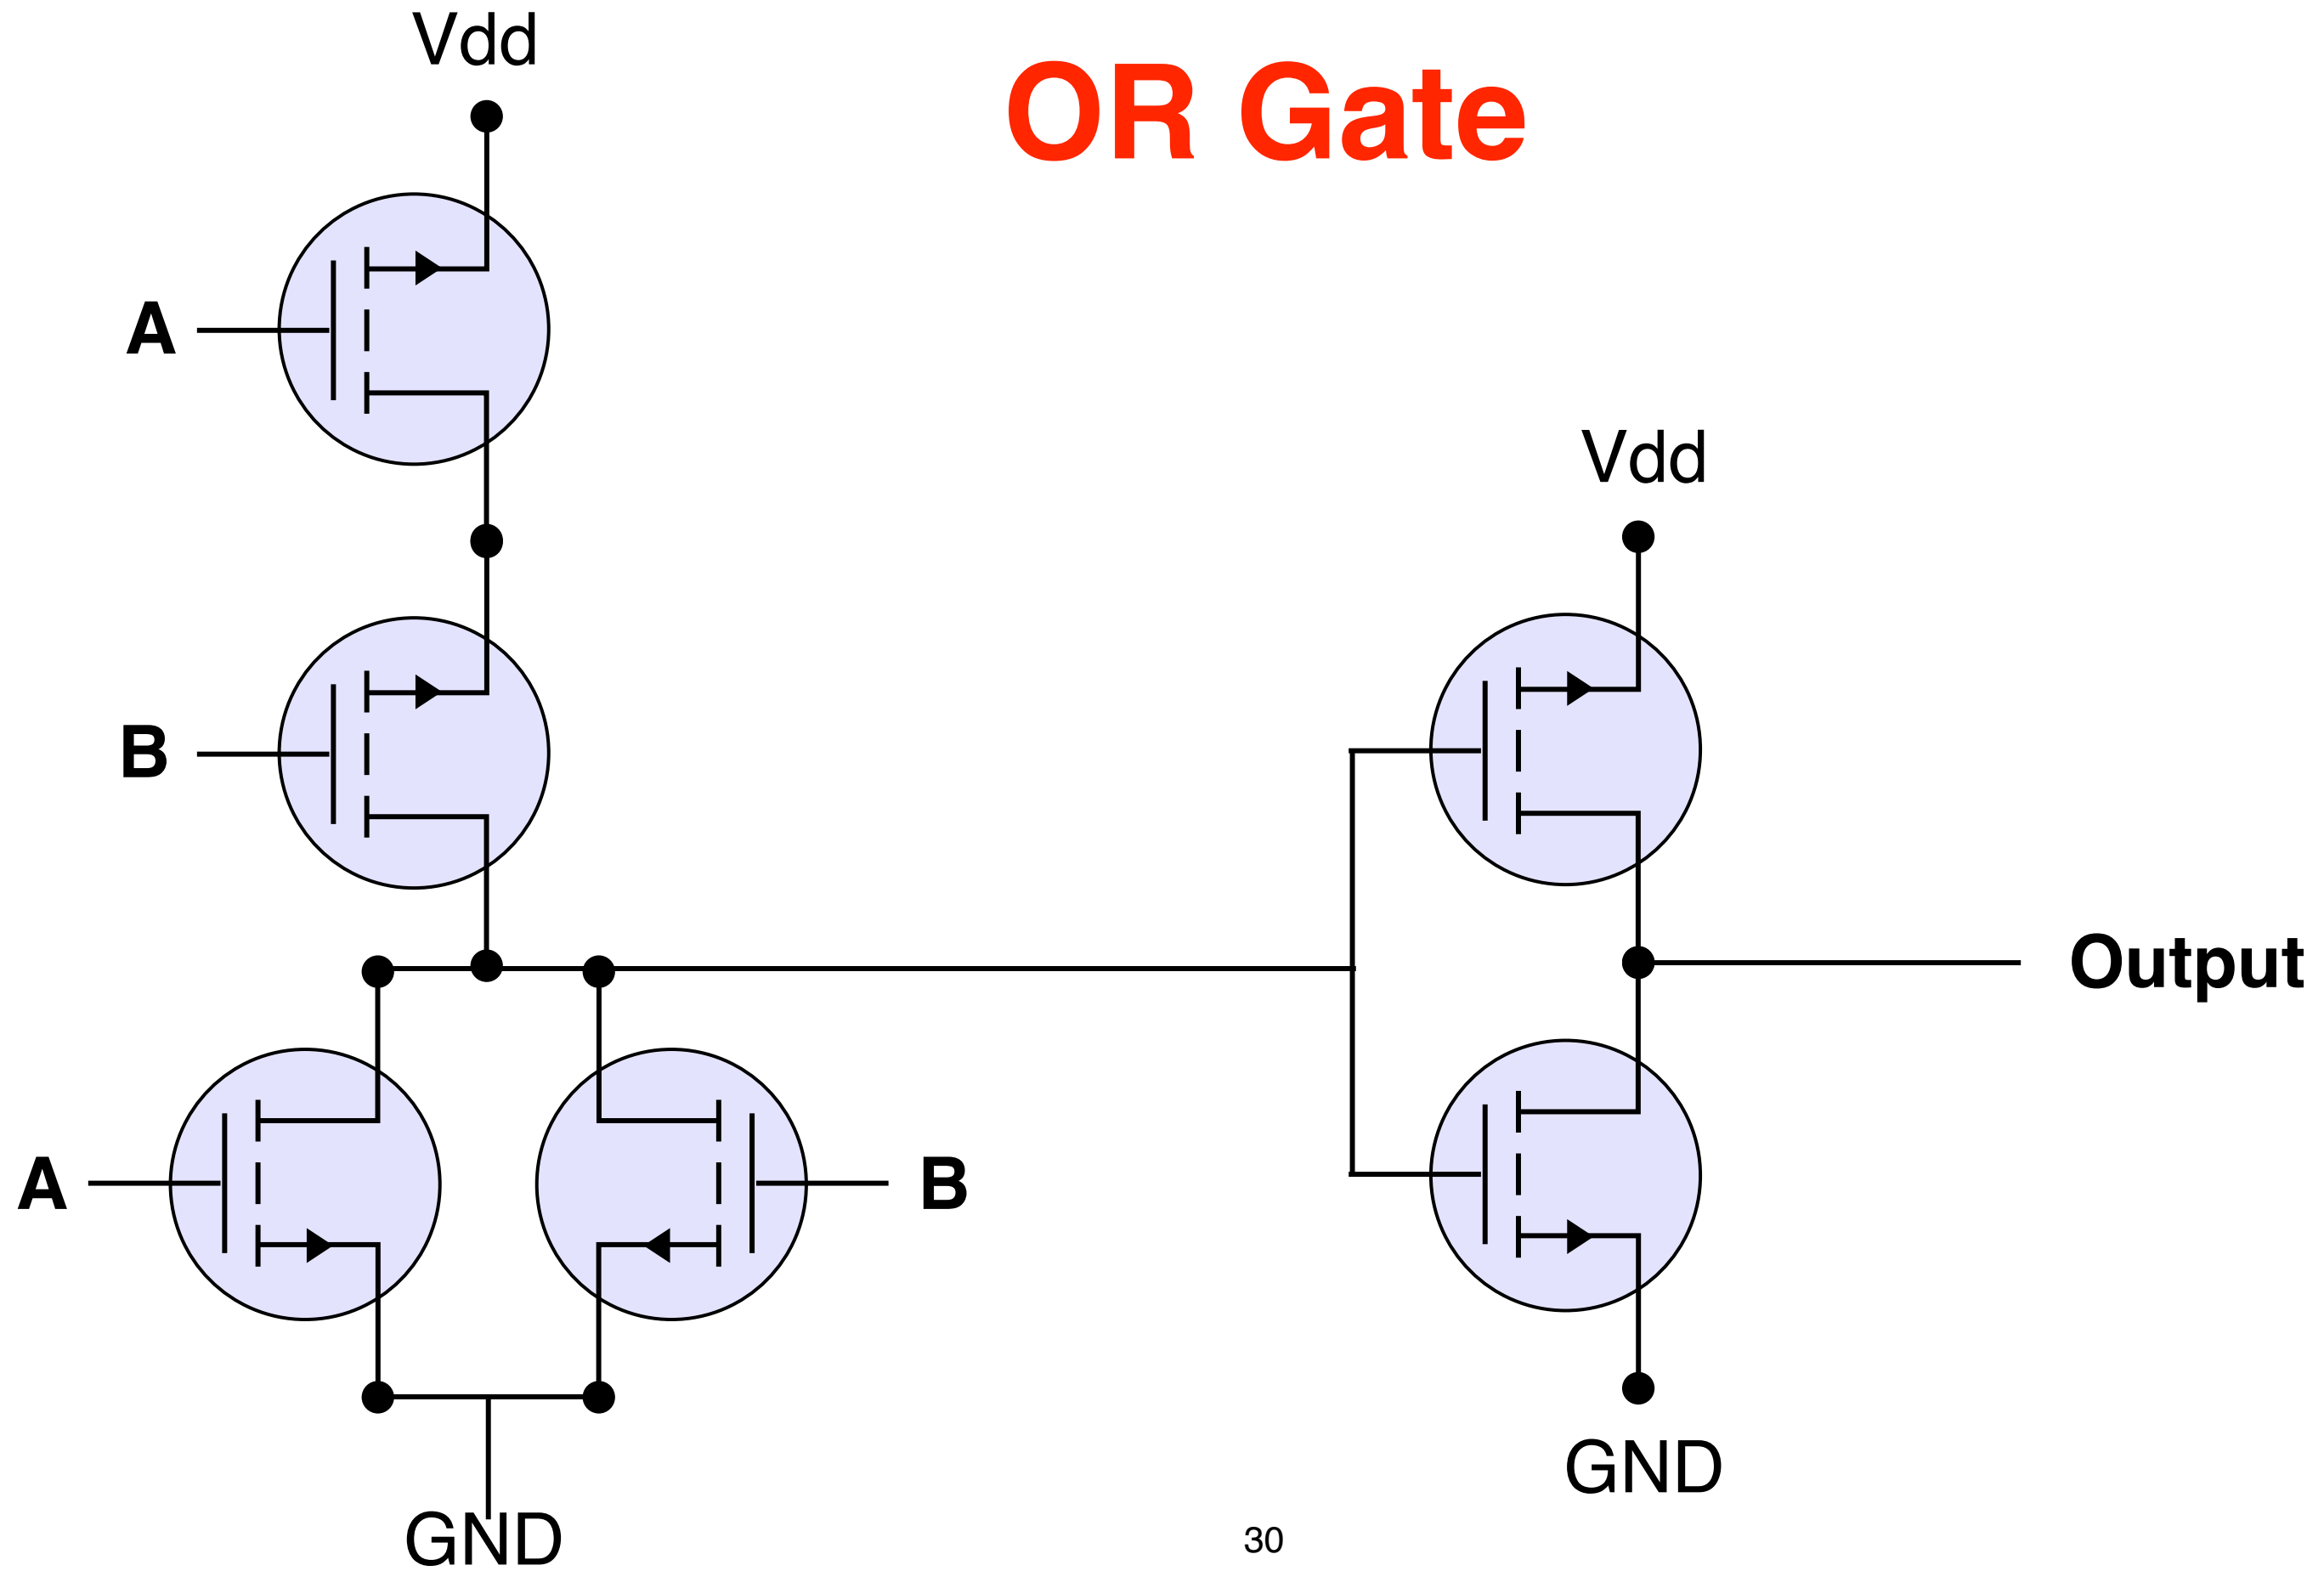 Vdd
OR Gate
A
Vdd
B
Output
A
B
GND
GND
30